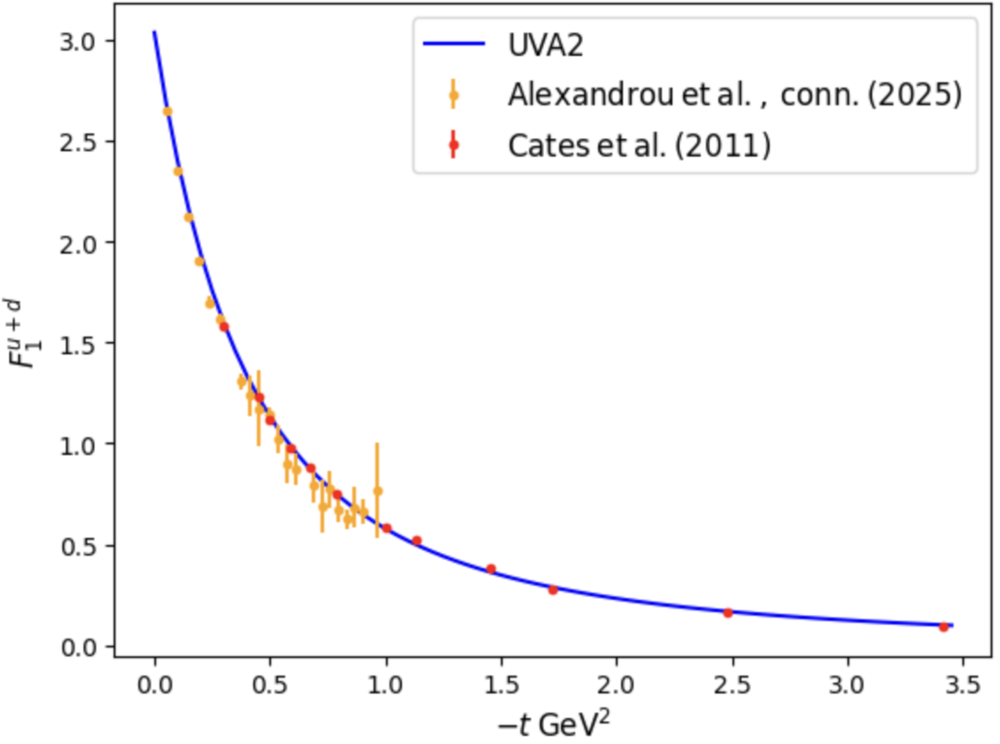 UVA2
Alexandrou et al. , conn. (2025)
Cates et al. (2011)
3.0
2.5
2.0
1.5
1.0
0.5
0.0
F₁ᵘ⁺ᵈ
0.0 0.5 1.0 1.5 2.0 2.5 3.0 3.5
−t GeV²